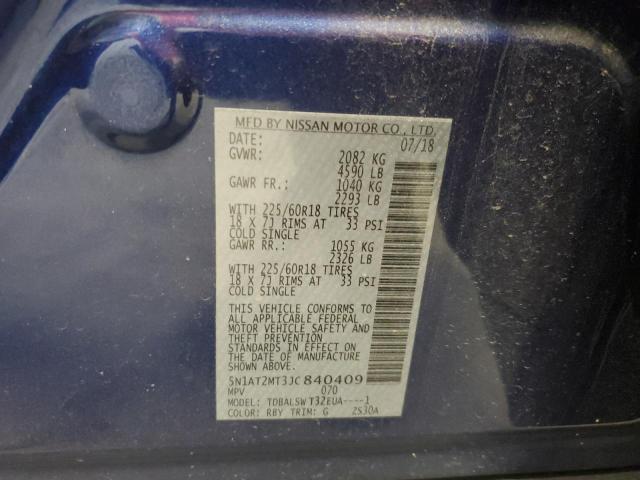 MFD BY NISSAN MOTOR CO., LTD.
DATE: 07/18
GVWR: 2082 KG
4590 LB
GAWR FR.: 1040 KG
2293 LB
WITH 225/60R18 TIRES
18 X 7J RIMS AT 33 PSI
COLD SINGLE
GAWR RR.: 1055 KG
2326 LB
WITH 225/60R18 TIRES
18 X 7J RIMS AT 33 PSI
COLD SINGLE
THIS VEHICLE CONFORMS TO
ALL APPLICABLE FEDERAL
MOTOR VEHICLE SAFETY AND
THEFT PREVENTION
STANDARDS IN EFFECT ON
THE DATE OF MANUFACTURE
5N1AT2MT3JC840409
MPV 070
MODEL: TDBALSW T32EUA----1
COLOR: RBY TRIM: G 2S30A